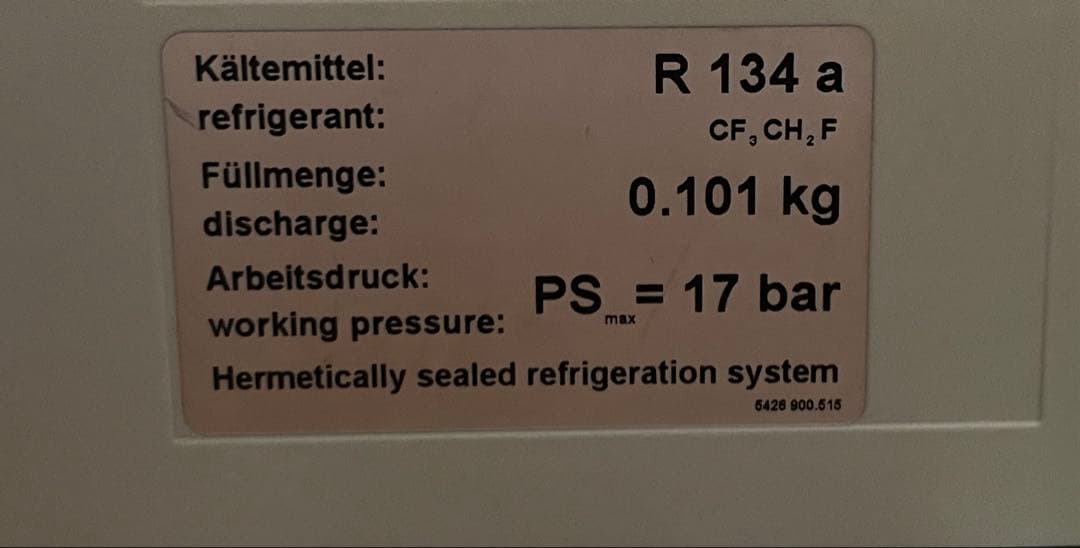 Kältemittel: R 134 a
refrigerant: CF₃CH₂F
Füllmenge:
discharge: 0.101 kg
Arbeitsdruck:
working pressure: PSmax = 17 bar
Hermetically sealed refrigeration system
5426 900.515